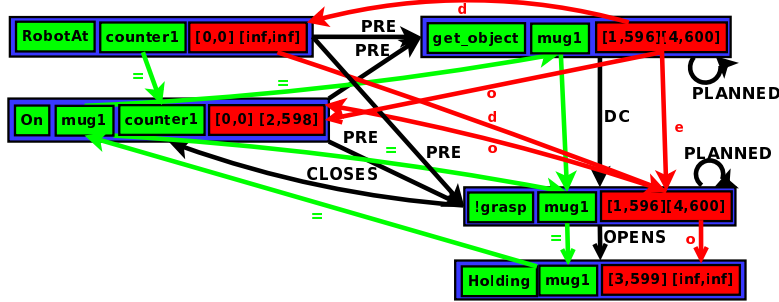 d
RobotAt counter1 [0,0] [inf,inf]
PRE
get_object mug1 [1,596][4,600]
PRE
=
=
o
PLANNED
On mug1 counter1 [0,0] [2,598]
d
DC
e
PRE
=
o
PRE
PLANNED
CLOSES
!grasp mug1 [1,596][4,600]
=
=
OPENS
o
Holding mug1 [3,599] [inf,inf]